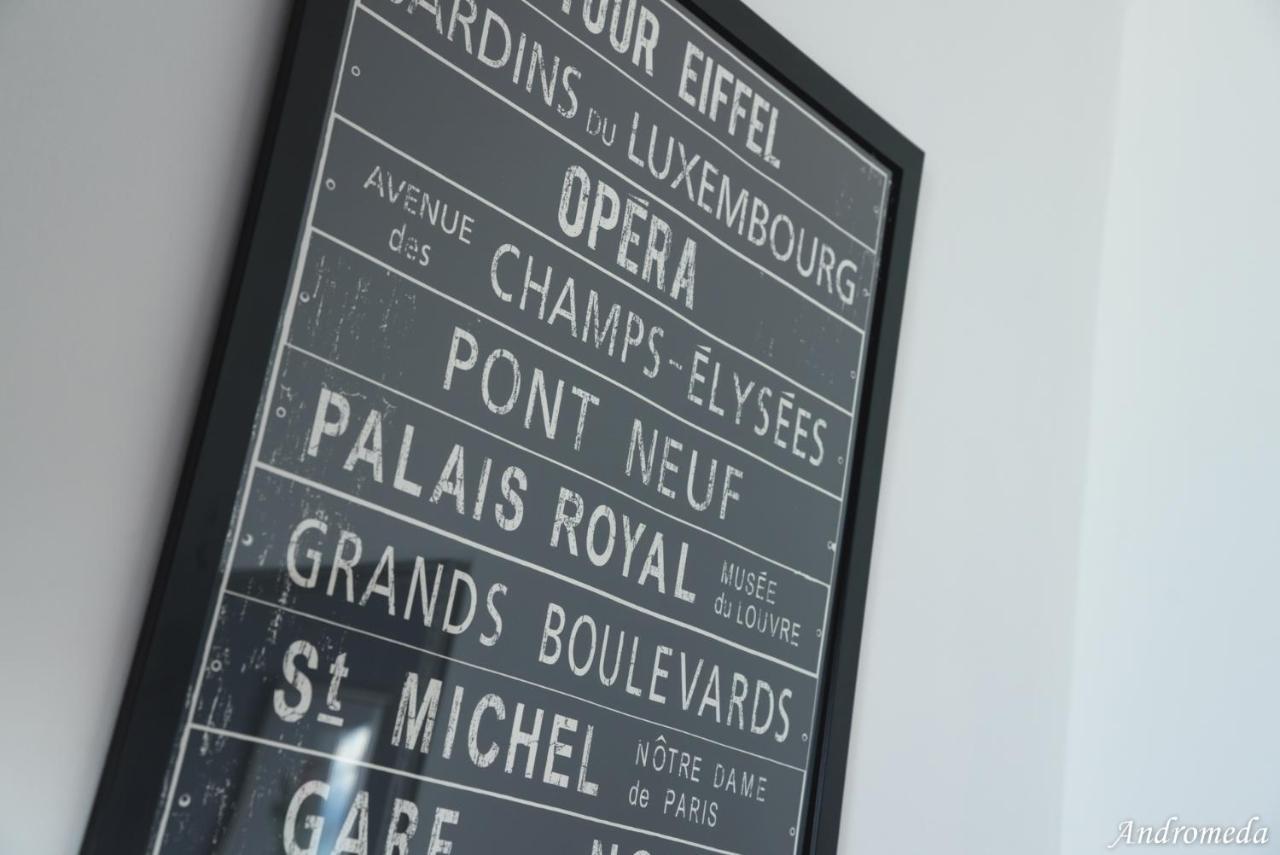 TOUR EIFFEL
JARDINS DU LUXEMBOURG
OPÉRA
AVENUE des CHAMPS-ÉLYSÉES
PONT NEUF
PALAIS ROYAL MUSÉE du LOUVRE
GRANDS BOULEVARDS
St MICHEL NÔTRE DAME de PARIS
GARE
Andromeda